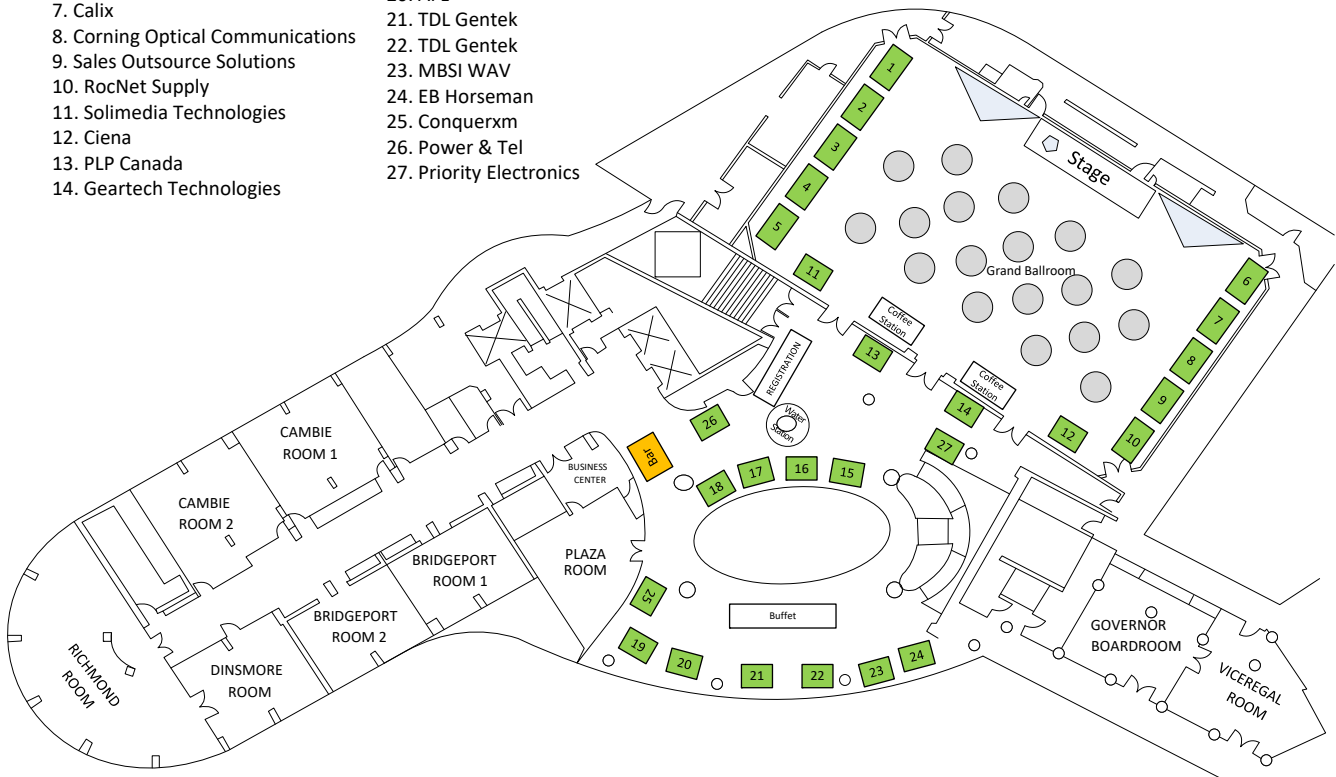 7. Calix
8. Corning Optical Communications
9. Sales Outsource Solutions
10. RocNet Supply
11. Solimedia Technologies
12. Ciena
13. PLP Canada
14. Geartech Technologies
21. TDL Gentek
22. TDL Gentek
23. MBSI WAV
24. EB Horseman
25. Conquerxm
26. Power & Tel
27. Priority Electronics
1
2
3
4
5
11
Stage
Grand Ballroom
6
7
8
9
10
12
Coffee
Station
13
Coffee
Station
14
27
REGISTRATION
Water
Station
26
Bar
18
17
16
15
CAMBIE
ROOM 1
CAMBIE
ROOM 2
BUSINESS
CENTER
PLAZA
ROOM
BRIDGEPORT
ROOM 1
BRIDGEPORT
ROOM 2
DINSMORE
ROOM
RICHMOND
ROOM
25
19
20
21
22
23
24
Buffet
GOVERNOR
BOARDROOM
VICEREGAL
ROOM